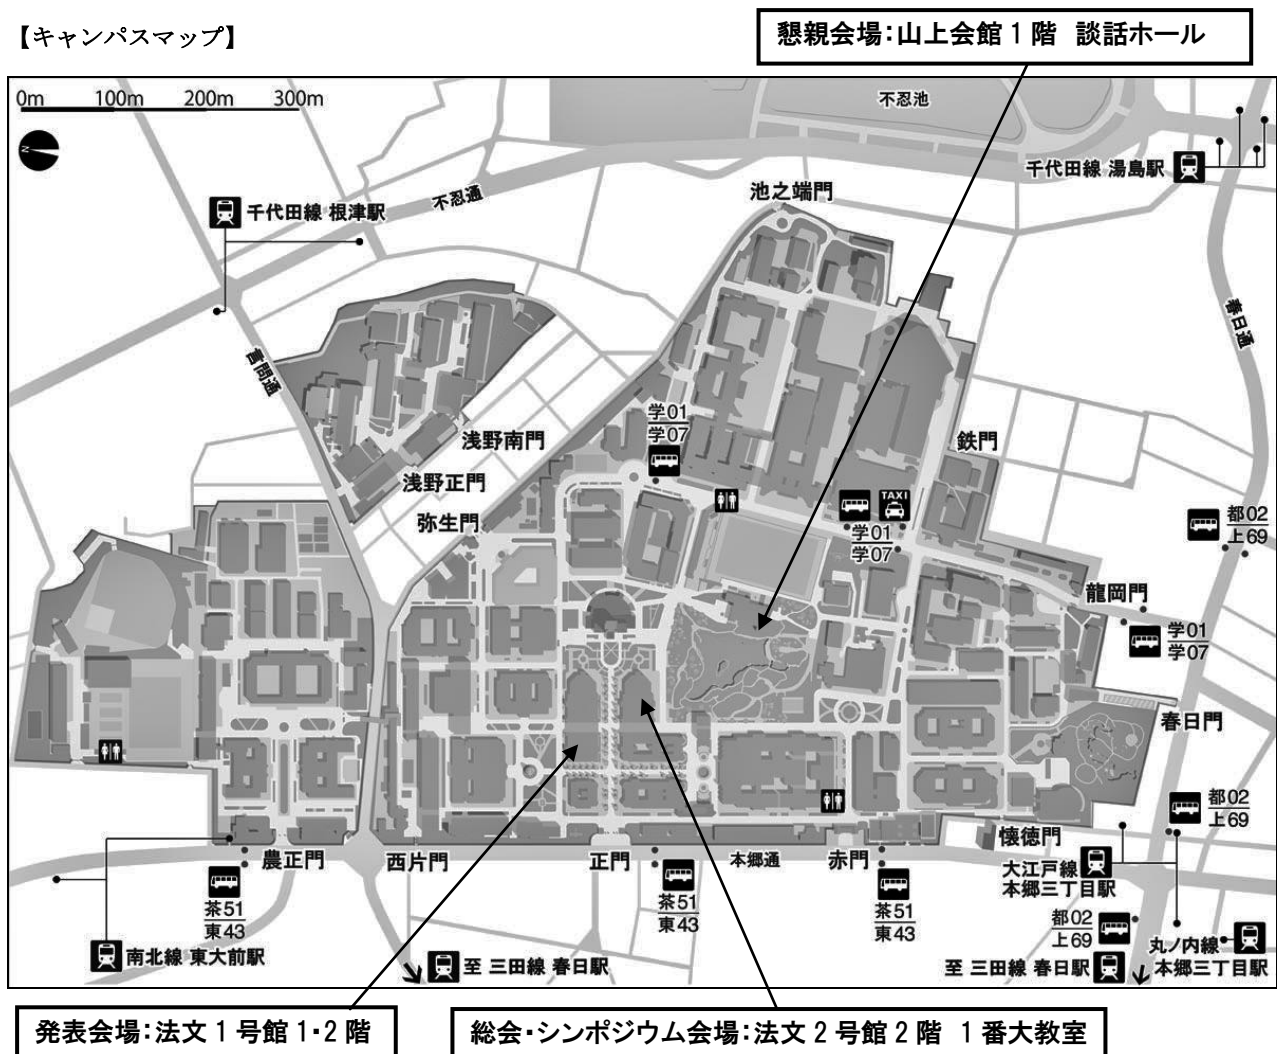 【キャンパスマップ】
懇親会場：山上会館１階　談話ホール
0m 100m 200m 300m
N
不忍池
千代田線 湯島駅
池之端門
不忍通
千代田線 根津駅
春日通
言問通
学01
学07
浅野南門
鉄門
浅野正門
TAXI
弥生門
学01
学07
都02
上69
龍岡門
学01
学07
春日門
都02
上69
懐徳門
農正門
西片門
正門
本郷通
赤門
大江戸線
本郷三丁目駅
茶51
東43
茶51
東43
茶51
東43
都02
上69
丸ノ内線
本郷三丁目駅
南北線 東大前駅
至 三田線 春日駅
至 三田線 春日駅
発表会場：法文１号館１・２階
総会・シンポジウム会場：法文２号館２階　１番大教室